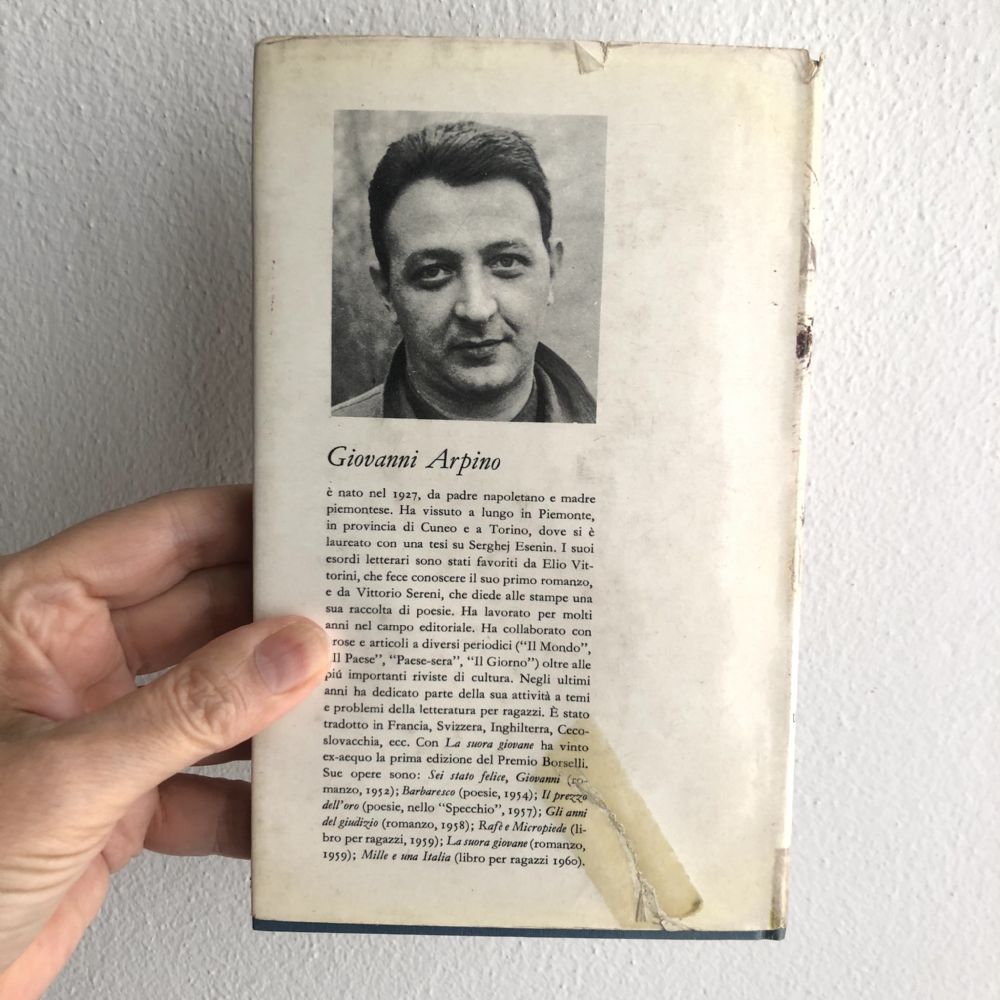 Giovanni Arpino
è nato nel 1927, da padre napoletano e madre
piemontese. Ha vissuto a lungo in Piemonte,
in provincia di Cuneo e a Torino, dove si è
laureato con una tesi su Serghej Esenin. I suoi
esordi letterari sono stati favoriti da Elio Vit-
torini, che fece conoscere il suo primo romanzo,
e da Vittorio Sereni, che diede alle stampe una
sua raccolta di poesie. Ha lavorato per molti
anni nel campo editoriale. Ha collaborato con
rose e articoli a diversi periodici (“Il Mondo”,
Il Paese”, “Paese-sera”, “Il Giorno”) oltre alle
piú importanti riviste di cultura. Negli ultimi
anni ha dedicato parte della sua attività a temi
e problemi della letteratura per ragazzi. È stato
tradotto in Francia, Svizzera, Inghilterra, Ceco-
slovacchia, ecc. Con La suora giovane ha vinto
ex-aequo la prima edizione del Premio Borselli.
Sue opere sono: Sei stato felice, Giovanni (ro-
manzo, 1952); Barbaresco (poesie, 1954); Il prezzo
dell'oro (poesie, nello “Specchio”, 1957); Gli anni
del giudizio (romanzo, 1958); Rafè e Micropiede (li-
bro per ragazzi, 1959); La suora giovane (romanzo,
1959); Mille e una Italia (libro per ragazzi 1960).